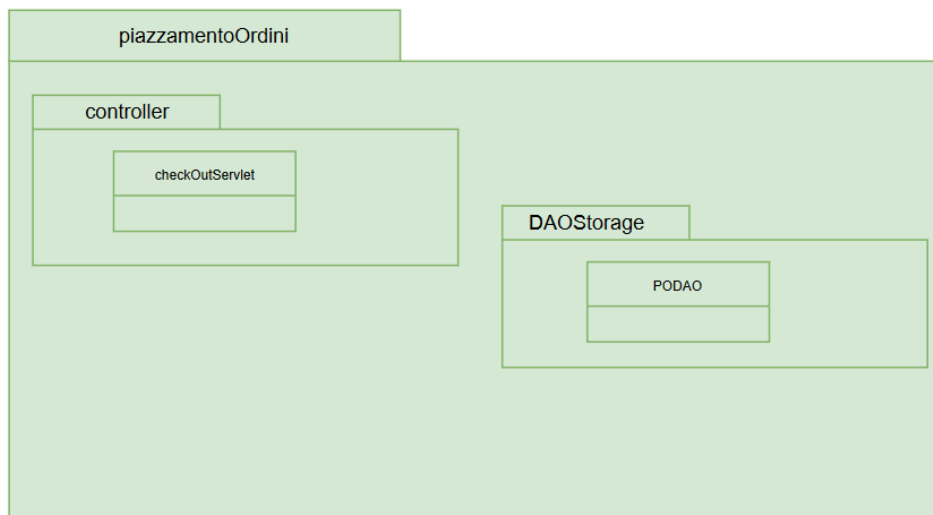 piazzamentoOrdini
controller
checkOutServlet
DAOStorage
PODAO